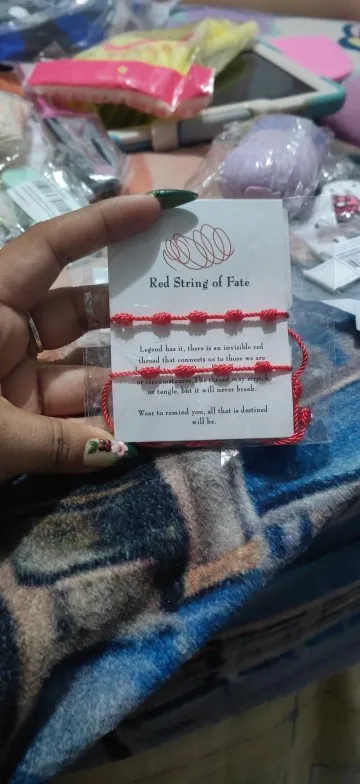 Red String of Fate
Legend has it, there is an invisible red
thread that connects us to those we are
or circumstances. The thread may stretch
or tangle, but it will never break.
Wear to remind you, all that is destined
will be.